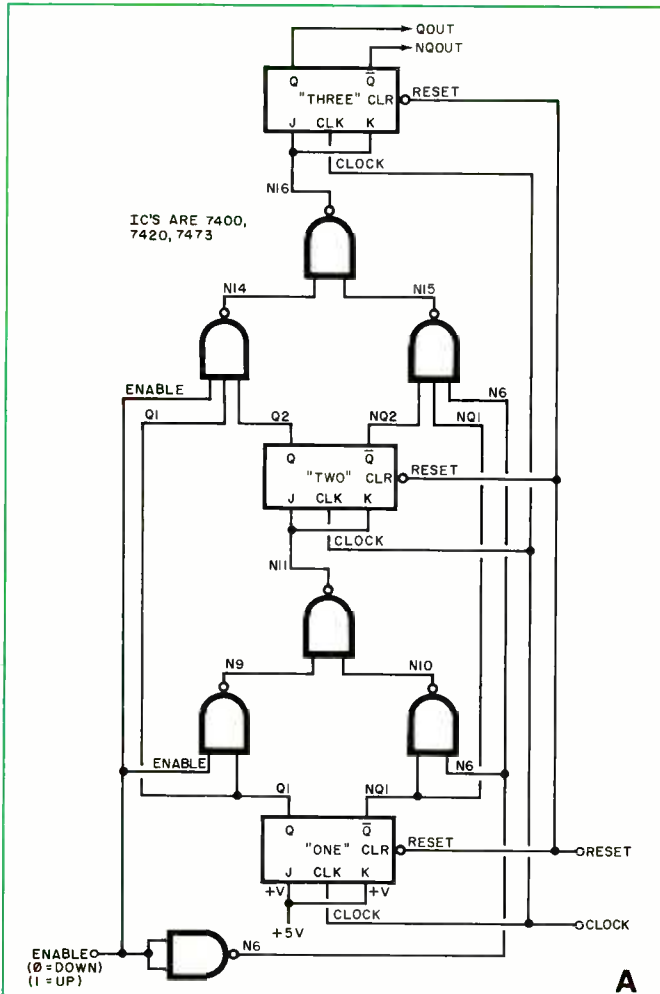 QOUT
NQOUT
Q Q̅
"THREE" CLR RESET
J CLK K
CLOCK
N16
IC'S ARE 7400,
7420, 7473
N14 N15
ENABLE N6
Q1 Q2 NQ2 NQ1
Q Q̅
"TWO" CLR RESET
J CLK K
CLOCK
N11
N9 N10
ENABLE N6
Q1 NQ1
Q Q̅
"ONE" CLR RESET RESET
J CLK K
+V +V
CLOCK CLOCK
+5V
N6
ENABLE
(0=DOWN)
(1=UP)
A